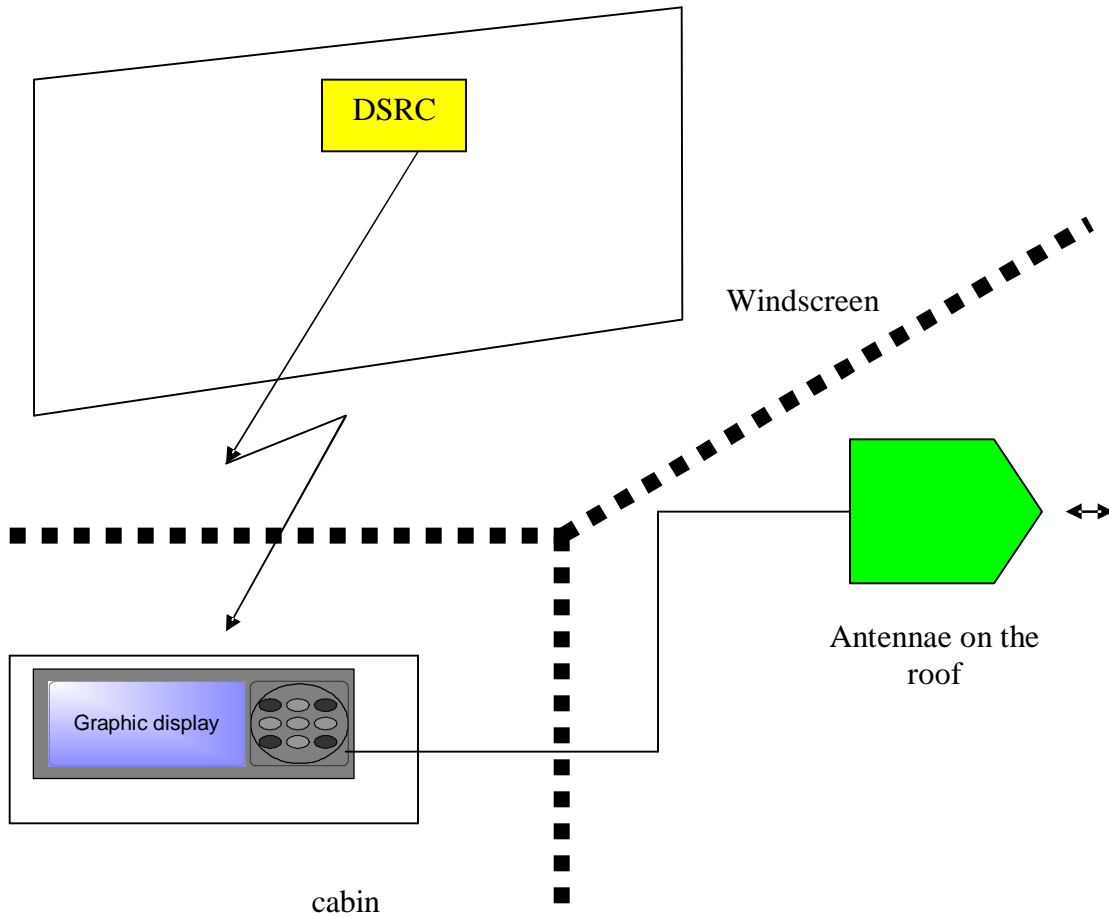 DSRC
Windscreen
Antennae on the
roof
Graphic display
cabin